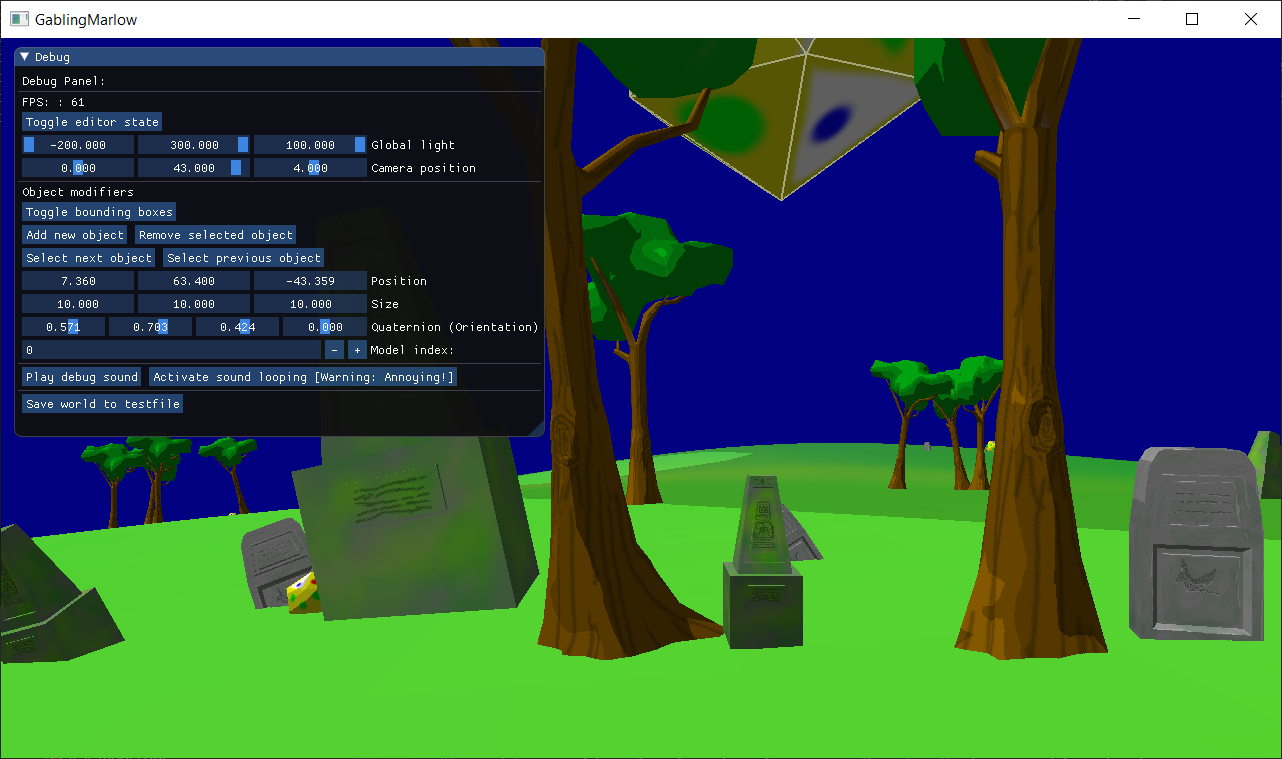 GablingMarlow
Debug
Debug Panel:
FPS: : 61
Toggle editor state
-200.000 300.000 100.000 Global light
0.000 43.000 4.000 Camera position
Object modifiers
Toggle bounding boxes
Add new object Remove selected object
Select next object Select previous object
7.360 63.400 -43.359 Position
10.000 10.000 10.000 Size
0.571 0.703 0.424 0.000 Quaternion (Orientation)
0 - + Model index:
Play debug sound Activate sound looping [Warning: Annoying!]
Save world to testfile